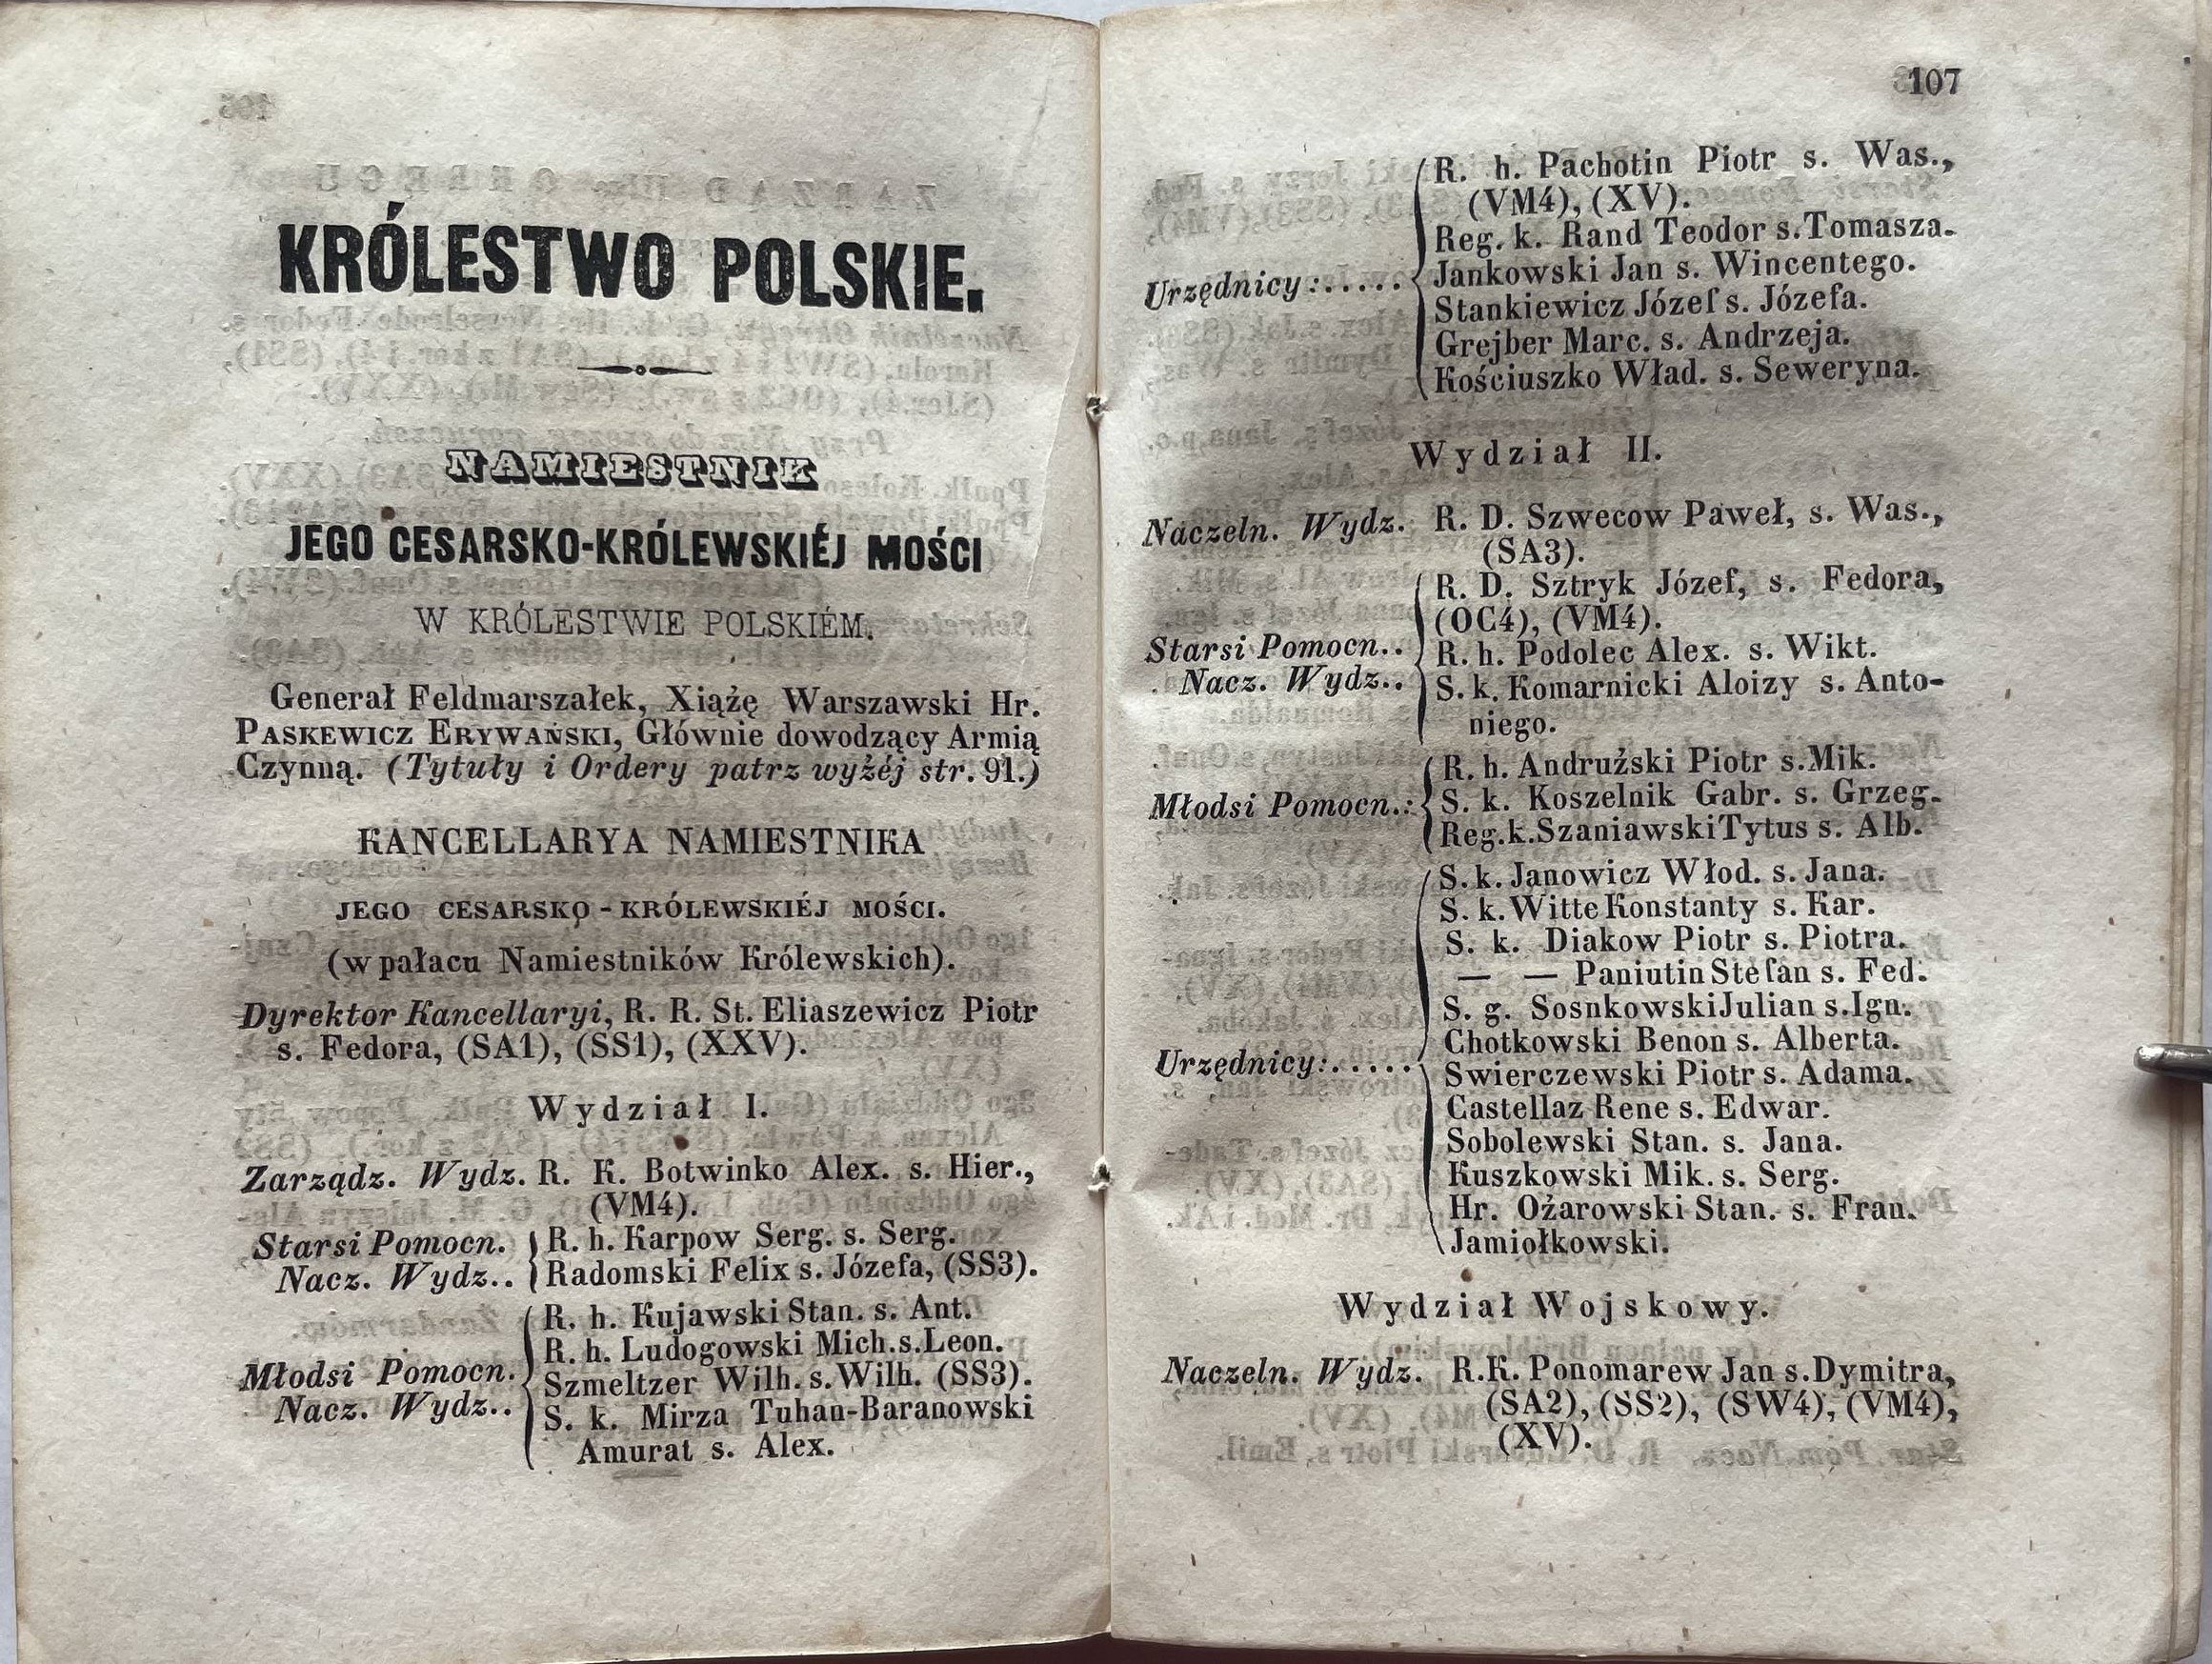 KRÓLESTWO POLSKIE.
NAMIESTNIK
JEGO CESARSKO-KRÓLEWSKIÉJ MOŚCI
W KRÓLESTWIE POLSKIÉM.
Generał Feldmarszałek, Xiążę Warszawski Hr.
PASKEWICZ ERYWAŃSKI, Głównie dowodzący Armią
Czynną. (Tytuły i Ordery patrz wyżéj str. 91.)
KANCELLARYA NAMIESTNIKA
JEGO CESARSKO-KRÓLEWSKIÉJ MOŚCI.
(w pałacu Namiestników Królewskich).
Dyrektor Kancellaryi, R. R. St. Eliaszewicz Piotr
s. Fedora, (SA1), (SS1), (XXV).
Wydział I.
Zarządz. Wydz. R. K. Botwinko Alex. s. Hier.,
(VM4).
Starsi Pomocn. R. h. Karpow Serg. s. Serg.
Nacz. Wydz.. Radomski Felix s. Józefa, (SS3).
R. h. Kujawski Stan. s. Ant.
R. h. Ludogowski Mich. s. Leon.
Młodsi Pomocn. Szmeltzer Wilh. s. Wilh. (SS3).
Nacz. Wydz.. S. k. Mirza Tuhan-Baranowski
Amurat s. Alex.
107
R. h. Pachotin Piotr s. Was.,
(VM4), (XV).
Reg. k. Rand Teodor s. Tomasza.
Urzędnicy:..... Jankowski Jan s. Wincentego.
Stankiewicz Józef s. Józefa.
Grejber Marc. s. Andrzeja.
Kościuszko Wład. s. Seweryna.
Wydział II.
Naczeln. Wydz. R. D. Szwecow Paweł, s. Was.,
(SA3).
R. D. Sztryk Józef, s. Fedora,
(OC4), (VM4).
Starsi Pomocn.. R. h. Podolec Alex. s. Wikt.
Nacz. Wydz.. S. k. Komarnicki Aloizy s. Anto-
niego.
R. h. Andruźski Piotr s. Mik.
Młodsi Pomocn.: S. k. Koszelnik Gabr. s. Grzeg.
Reg. k. Szaniawski Tytus s. Alb.
S. k. Janowicz Włod. s. Jana.
S. k. Witte Konstanty s. Kar.
S. k. Diakow Piotr s. Piotra.
— — Paniutin Stefan s. Fed.
S. g. Sosnkowski Julian s. Ign.
Chotkowski Benon s. Alberta.
Urzędnicy:..... Swierczewski Piotr s. Adama.
Castellaz Rene s. Edwar.
Sobolewski Stan. s. Jana.
Kuszkowski Mik. s. Serg.
Hr. Ożarowski Stan. s. Fran.
Jamiołkowski.
Wydział Wojskowy.
Naczeln. Wydz. R. K. Ponomarew Jan s. Dymitra,
(SA2), (SS2), (SW4), (VM4),
(XV).